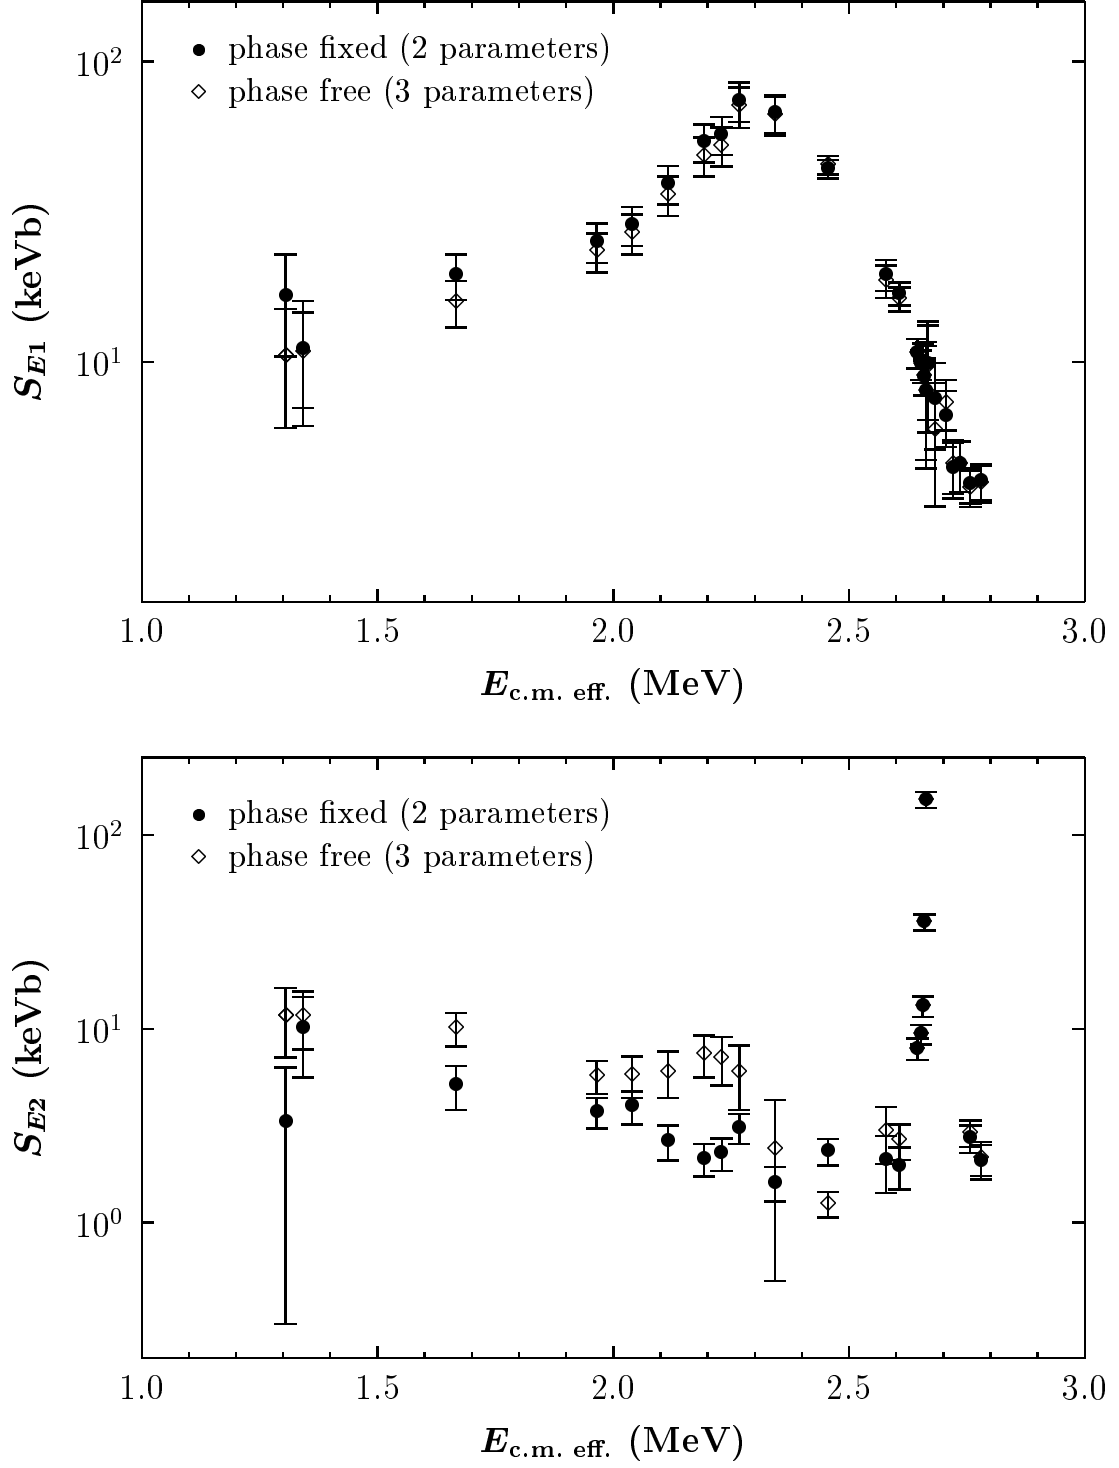 phase fixed (2 parameters)
phase free (3 parameters)
10²
10¹
S_E1 (keVb)
1.0 1.5 2.0 2.5 3.0
E_c.m. eff. (MeV)
phase fixed (2 parameters)
phase free (3 parameters)
10²
10¹
10⁰
S_E2 (keVb)
1.0 1.5 2.0 2.5 3.0
E_c.m. eff. (MeV)